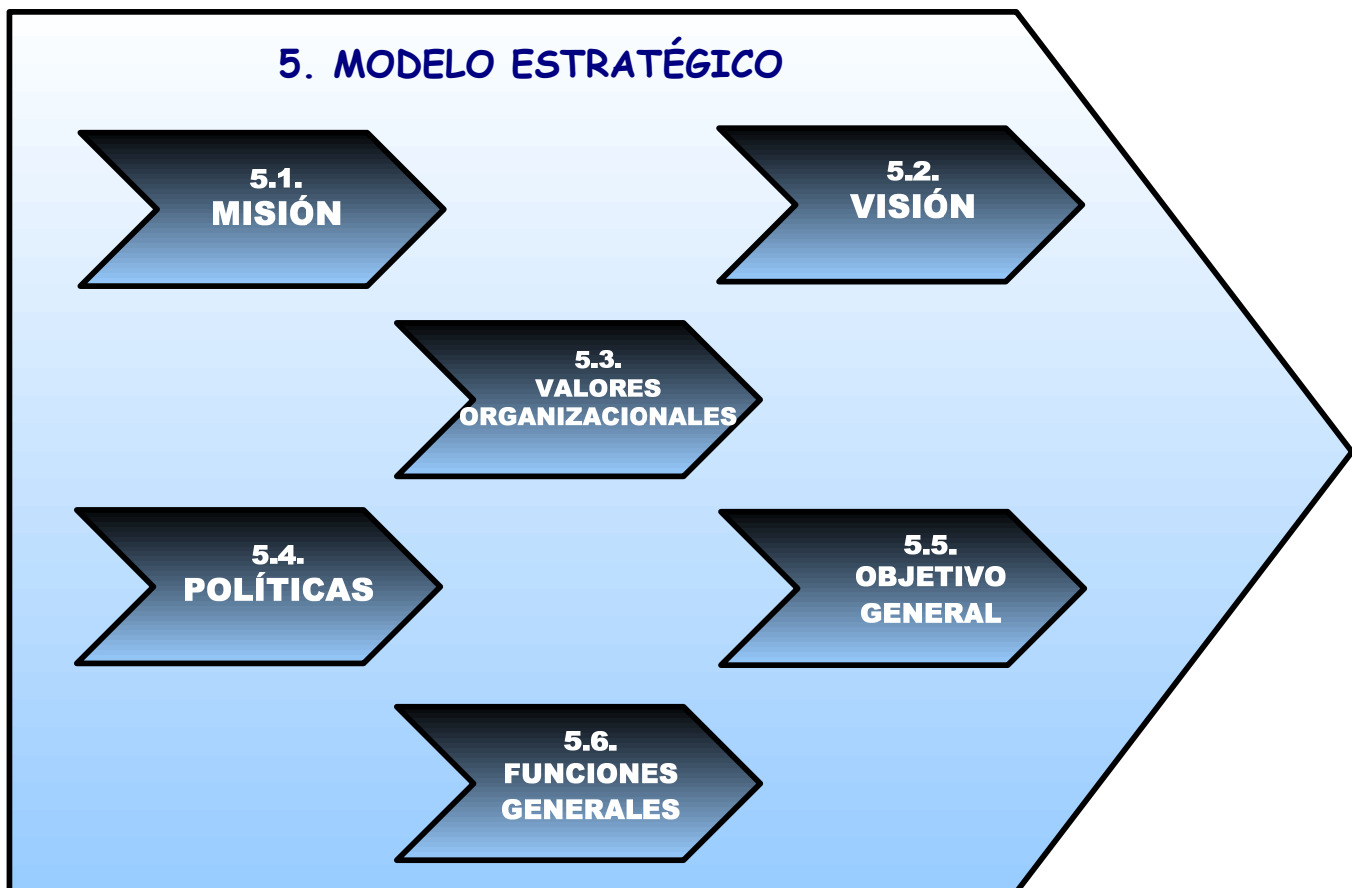 5. MODELO ESTRATÉGICO
5.1.
MISIÓN
5.2.
VISIÓN
5.3.
VALORES
ORGANIZACIONALES
5.4.
POLÍTICAS
5.5.
OBJETIVO
GENERAL
5.6.
FUNCIONES
GENERALES